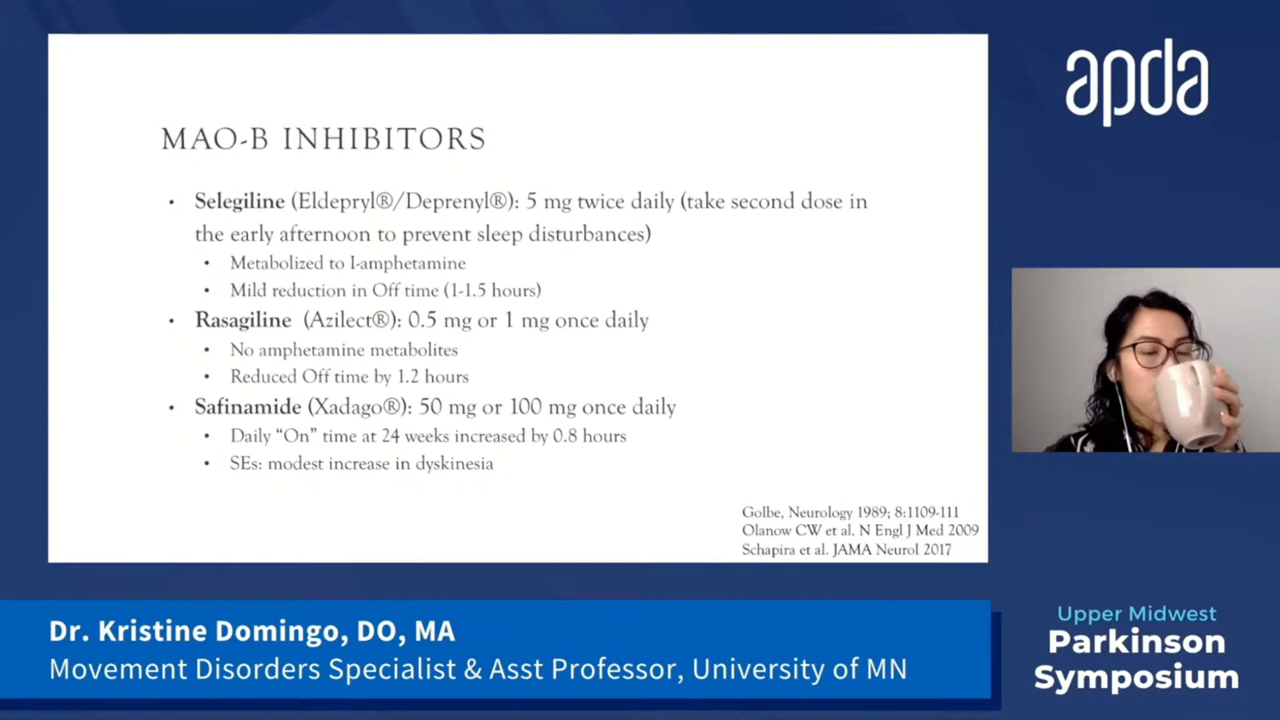 apda
MAO-B INHIBITORS
• Selegiline (Eldepryl®/Deprenyl®): 5 mg twice daily (take second dose in
the early afternoon to prevent sleep disturbances)
• Metabolized to l-amphetamine
• Mild reduction in Off time (1-1.5 hours)
• Rasagiline (Azilect®): 0.5 mg or 1 mg once daily
• No amphetamine metabolites
• Reduced Off time by 1.2 hours
• Safinamide (Xadago®): 50 mg or 100 mg once daily
• Daily “On” time at 24 weeks increased by 0.8 hours
• SEs: modest increase in dyskinesia
Golbe, Neurology 1989; 8:1109-111
Olanow CW et al. N Engl J Med 2009
Schapira et al. JAMA Neurol 2017
Dr. Kristine Domingo, DO, MA
Movement Disorders Specialist & Asst Professor, University of MN
Upper Midwest
Parkinson
Symposium